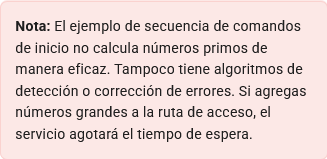 Nota: El ejemplo de secuencia de comandos
de inicio no calcula números primos de
manera eficaz. Tampoco tiene algoritmos de
detección o corrección de errores. Si agregas
números grandes a la ruta de acceso, el
servicio agotará el tiempo de espera.